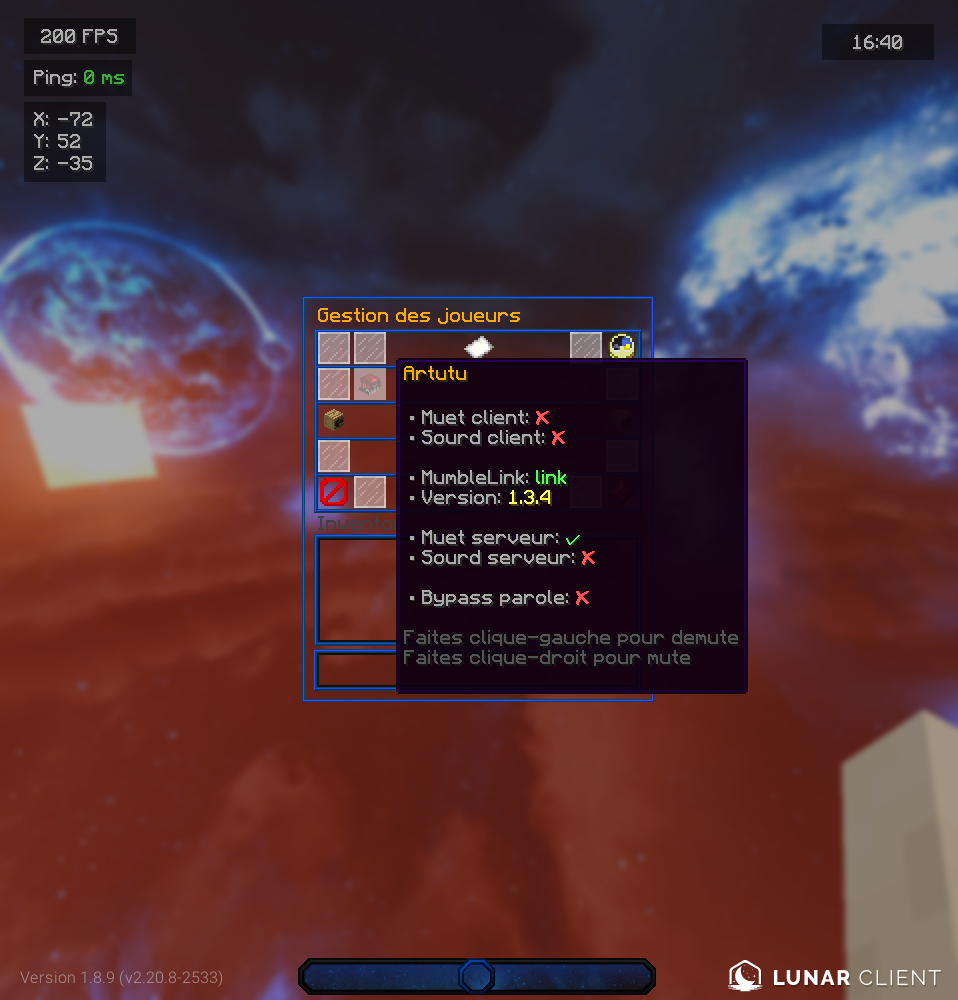 200 FPS
16:40
Ping: 0 ms
X: -72
Y: 52
Z: -35
Gestion des joueurs
Artutu
▪ Muet client: ✗
▪ Sourd client: ✗
▪ MumbleLink: link
▪ Version: 1.3.4
▪ Muet serveur: ✓
▪ Sourd serveur: ✗
▪ Bypass parole: ✗
Faites clique-gauche pour demute
Faites clique-droit pour mute
Version 1.8.9 (v2.20.8-2533)
LUNAR CLIENT